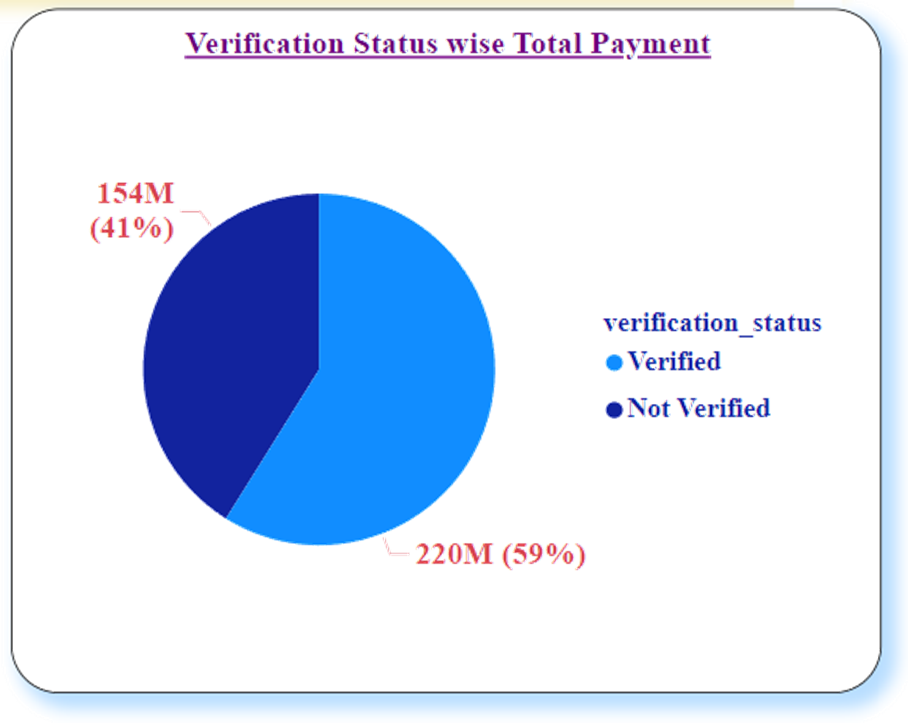 Verification Status wise Total Payment
154M
(41%)
verification_status
Verified
Not Verified
220M (59%)